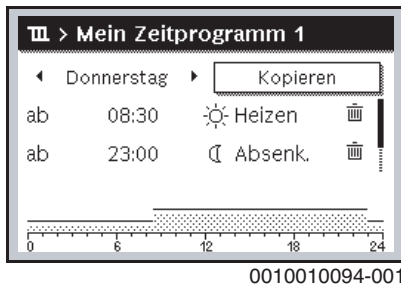 > Mein Zeitprogramm 1
Donnerstag Kopieren
ab 08:30 Heizen
ab 23:00 Absenk.
0 6 12 18 24
0010010094-001